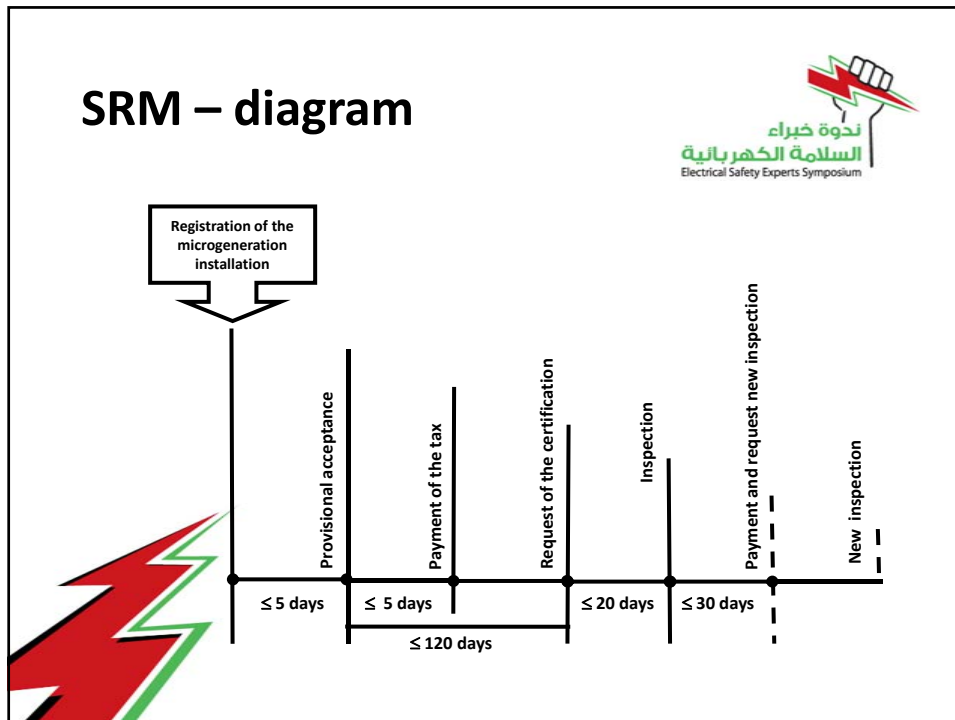 SRM – diagram
ندوة خبراء
السلامة الكهربائية
Electrical Safety Experts Symposium
Registration of the
microgeneration
installation
Provisional acceptance
Payment of the tax
Request of the certification
Inspection
Payment and request new inspection
New inspection
≤ 5 days
≤ 5 days
≤ 20 days
≤ 30 days
≤ 120 days